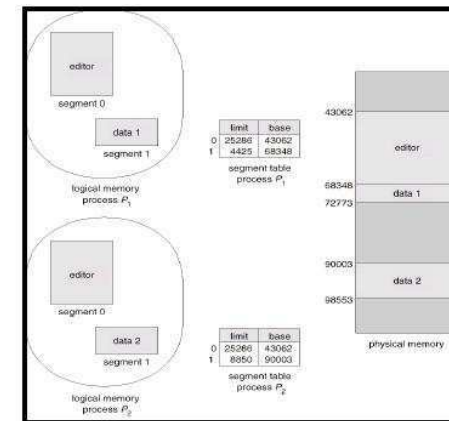 editor
segment 0
data 1
segment 1
logical memory
process P1
limit base
0 25286 43062
1 4425 68348
segment table
process P1
editor
segment 0
data 2
segment 1
logical memory
process P2
limit base
0 25286 43062
1 8850 90003
segment table
process P2
43062
editor
68348
data 1
72773
90003
data 2
98553
physical memory